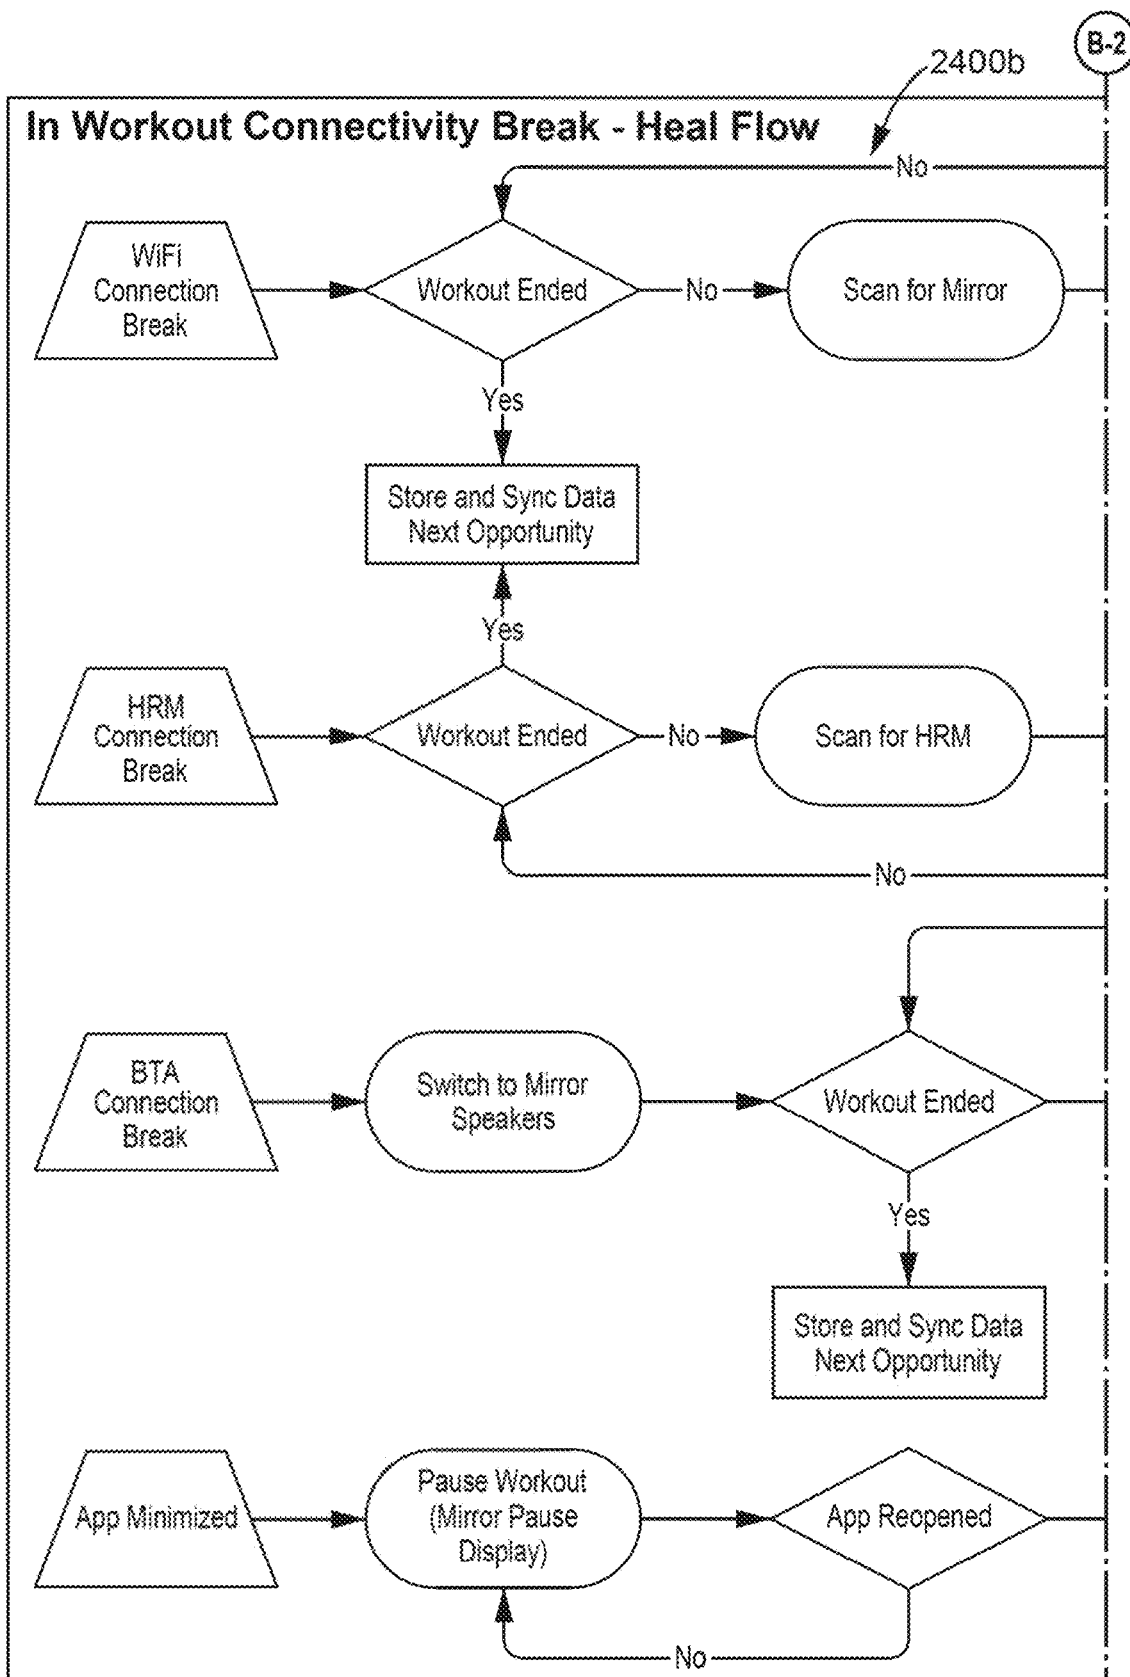 B-2
2400b
In Workout Connectivity Break - Heal Flow
No
WiFi
Connection
Break
Workout Ended
No
Scan for Mirror
Yes
Store and Sync Data
Next Opportunity
Yes
HRM
Connection
Break
Workout Ended
No
Scan for HRM
No
BTA
Connection
Break
Switch to Mirror
Speakers
Workout Ended
Yes
Store and Sync Data
Next Opportunity
App Minimized
Pause Workout
(Mirror Pause
Display)
App Reopened
No